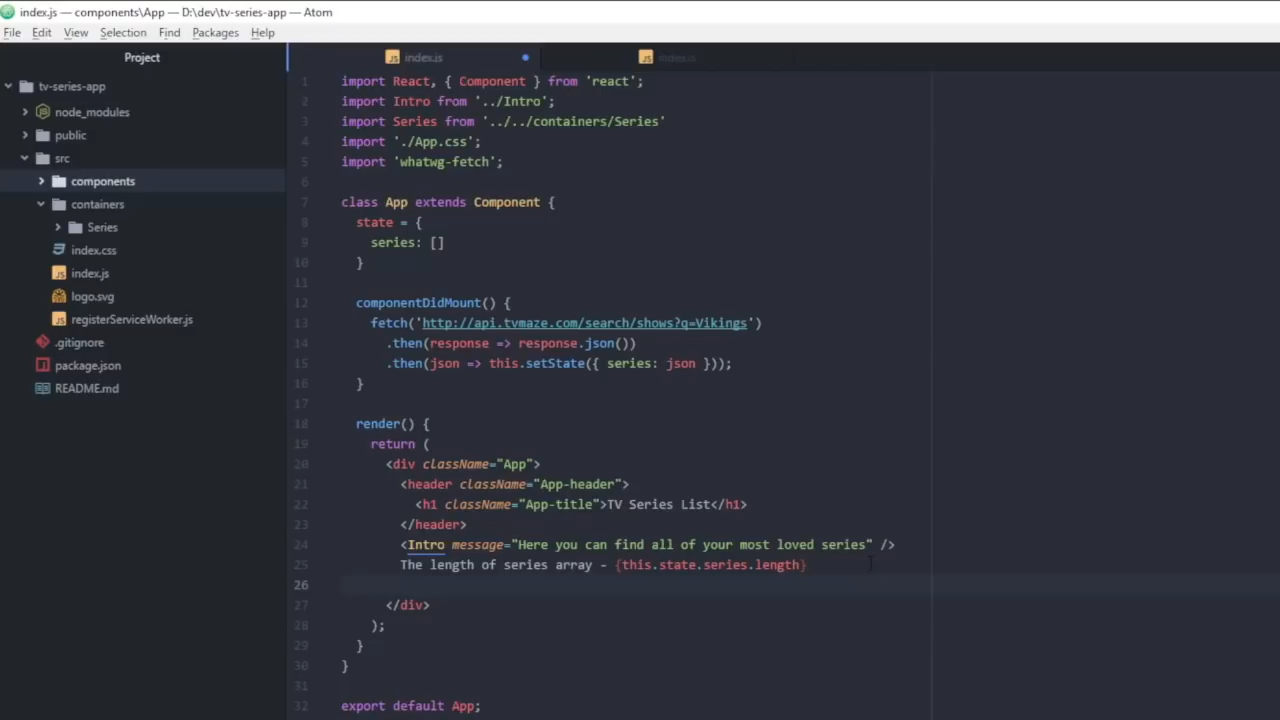 index.js — components\App — D:\dev\tv-series-app — Atom
File Edit View Selection Find Packages Help
Project
index.js
index.js
tv-series-app
node_modules
public
src
components
containers
Series
index.css
index.js
logo.svg
registerServiceWorker.js
.gitignore
package.json
README.md
1 import React, { Component } from 'react';
2 import Intro from '../Intro';
3 import Series from '../../containers/Series'
4 import './App.css';
5 import 'whatwg-fetch';
6
7 class App extends Component {
8 state = {
9 series: []
10 }
11
12 componentDidMount() {
13 fetch('http://api.tvmaze.com/search/shows?q=Vikings')
14 .then(response => response.json())
15 .then(json => this.setState({ series: json }));
16 }
17
18 render() {
19 return (
20 <div className="App">
21 <header className="App-header">
22 <h1 className="App-title">TV Series List</h1>
23 </header>
24 <Intro message="Here you can find all of your most loved series" />
25 The length of series array - {this.state.series.length}
26
27 </div>
28 );
29 }
30 }
31
32 export default App;